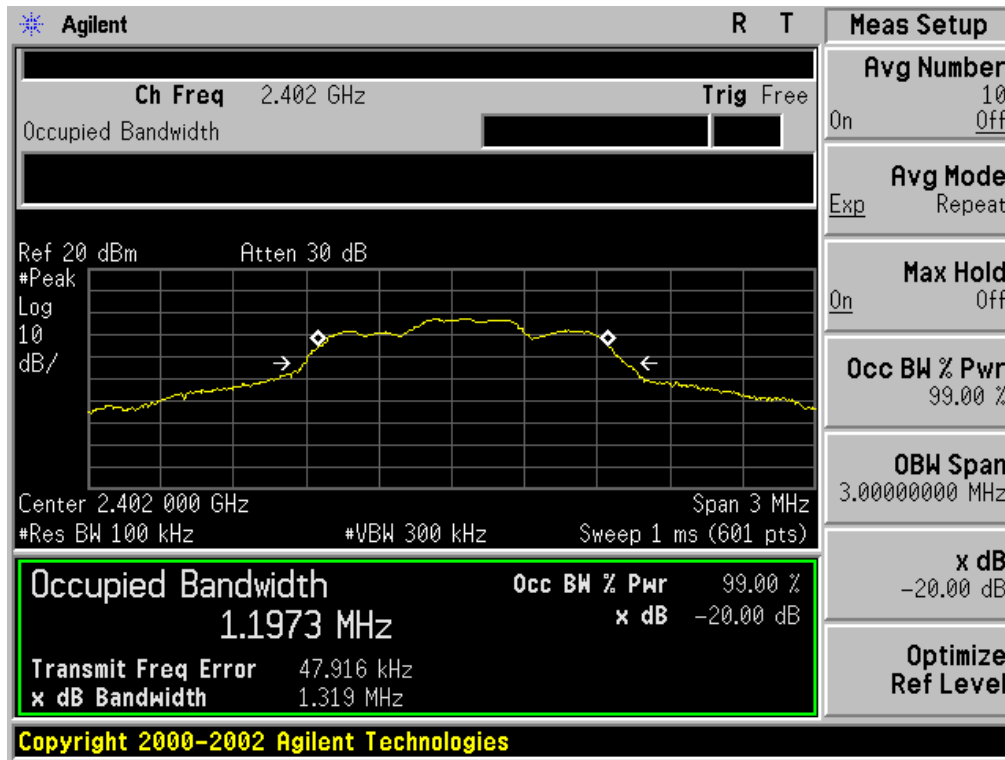 Agilent R T
Ch Freq 2.402 GHz Trig Free
Occupied Bandwidth
Ref 20 dBm Atten 30 dB
#Peak
Log
10
dB/
Center 2.402 000 GHz Span 3 MHz
#Res BW 100 kHz #VBW 300 kHz Sweep 1 ms (601 pts)
Occupied Bandwidth Occ BW % Pwr 99.00 %
1.1973 MHz x dB -20.00 dB
Transmit Freq Error 47.916 kHz
x dB Bandwidth 1.319 MHz
Copyright 2000-2002 Agilent Technologies
Meas Setup
Avg Number
10
On Off
Avg Mode
Exp Repeat
Max Hold
On Off
Occ BW % Pwr
99.00 %
OBW Span
3.00000000 MHz
x dB
-20.00 dB
Optimize
Ref Level